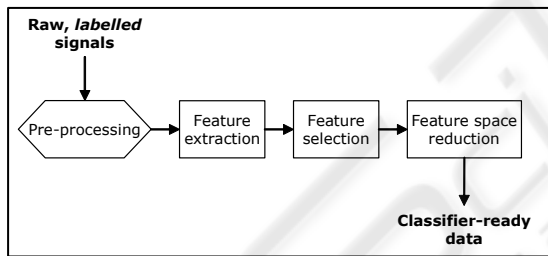 Raw, labelled
signals
Pre-processing
Feature
extraction
Feature
selection
Feature space
reduction
Classifier-ready
data